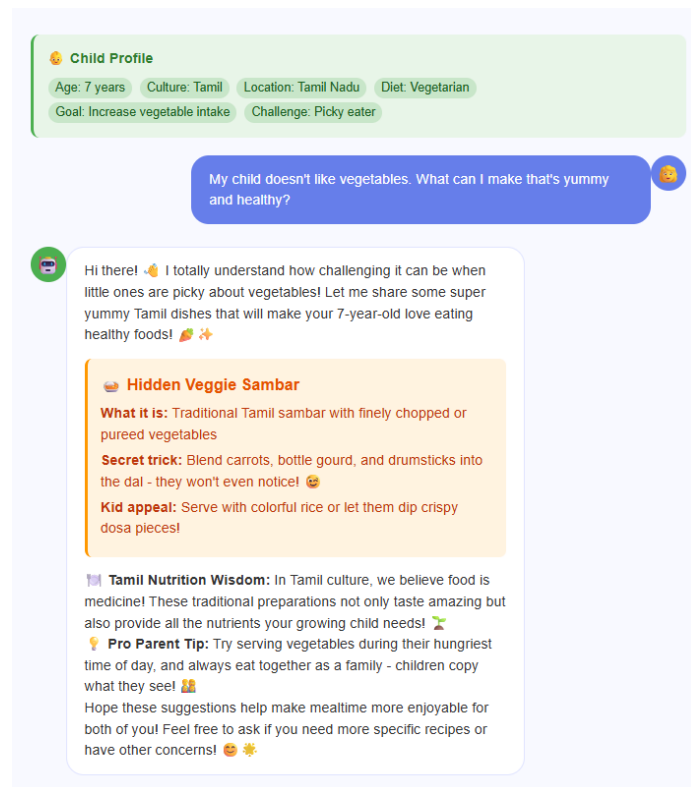 Child Profile
Age: 7 years Culture: Tamil Location: Tamil Nadu Diet: Vegetarian
Goal: Increase vegetable intake Challenge: Picky eater
My child doesn't like vegetables. What can I make that's yummy
and healthy?
Hi there! 👋 I totally understand how challenging it can be when
little ones are picky about vegetables! Let me share some super
yummy Tamil dishes that will make your 7-year-old love eating
healthy foods! 🥕 ✨
Hidden Veggie Sambar
What it is: Traditional Tamil sambar with finely chopped or
pureed vegetables
Secret trick: Blend carrots, bottle gourd, and drumsticks into
the dal - they won't even notice! 😄
Kid appeal: Serve with colorful rice or let them dip crispy
dosa pieces!
🍽️ Tamil Nutrition Wisdom: In Tamil culture, we believe food is
medicine! These traditional preparations not only taste amazing but
also provide all the nutrients your growing child needs! 🌱
💡 Pro Parent Tip: Try serving vegetables during their hungriest
time of day, and always eat together as a family - children copy
what they see! 👨‍👩‍👧‍👦
Hope these suggestions help make mealtime more enjoyable for
both of you! Feel free to ask if you need more specific recipes or
have other concerns! 😊 🌟